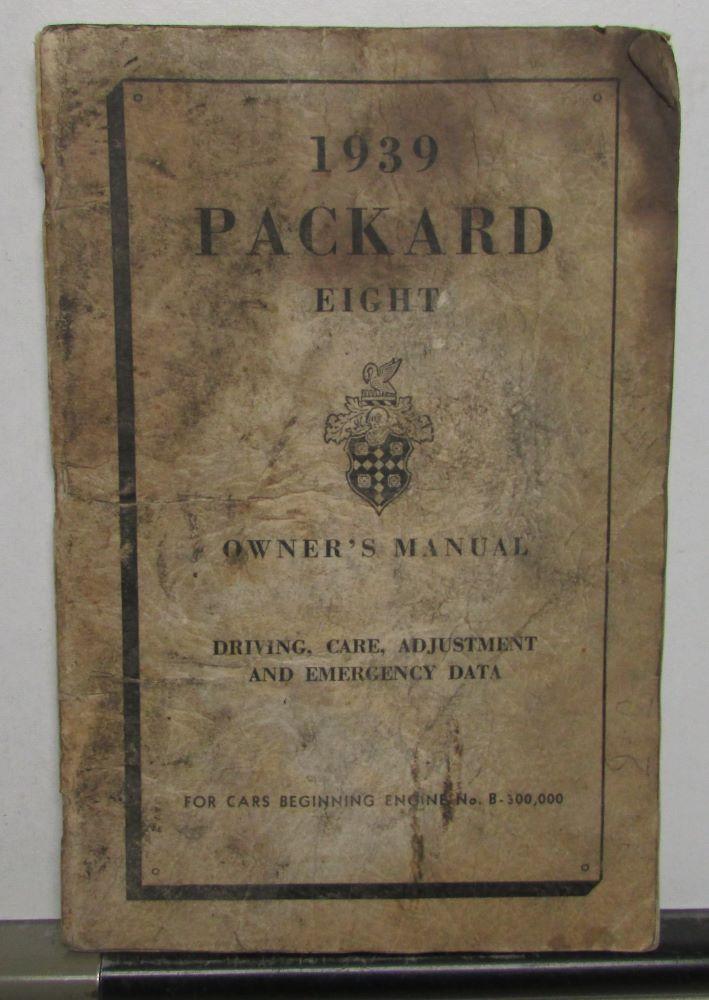 1939
PACKARD
EIGHT
OWNER'S MANUAL
DRIVING, CARE, ADJUSTMENT
AND EMERGENCY DATA
FOR CARS BEGINNING ENGINE No. B-300,000